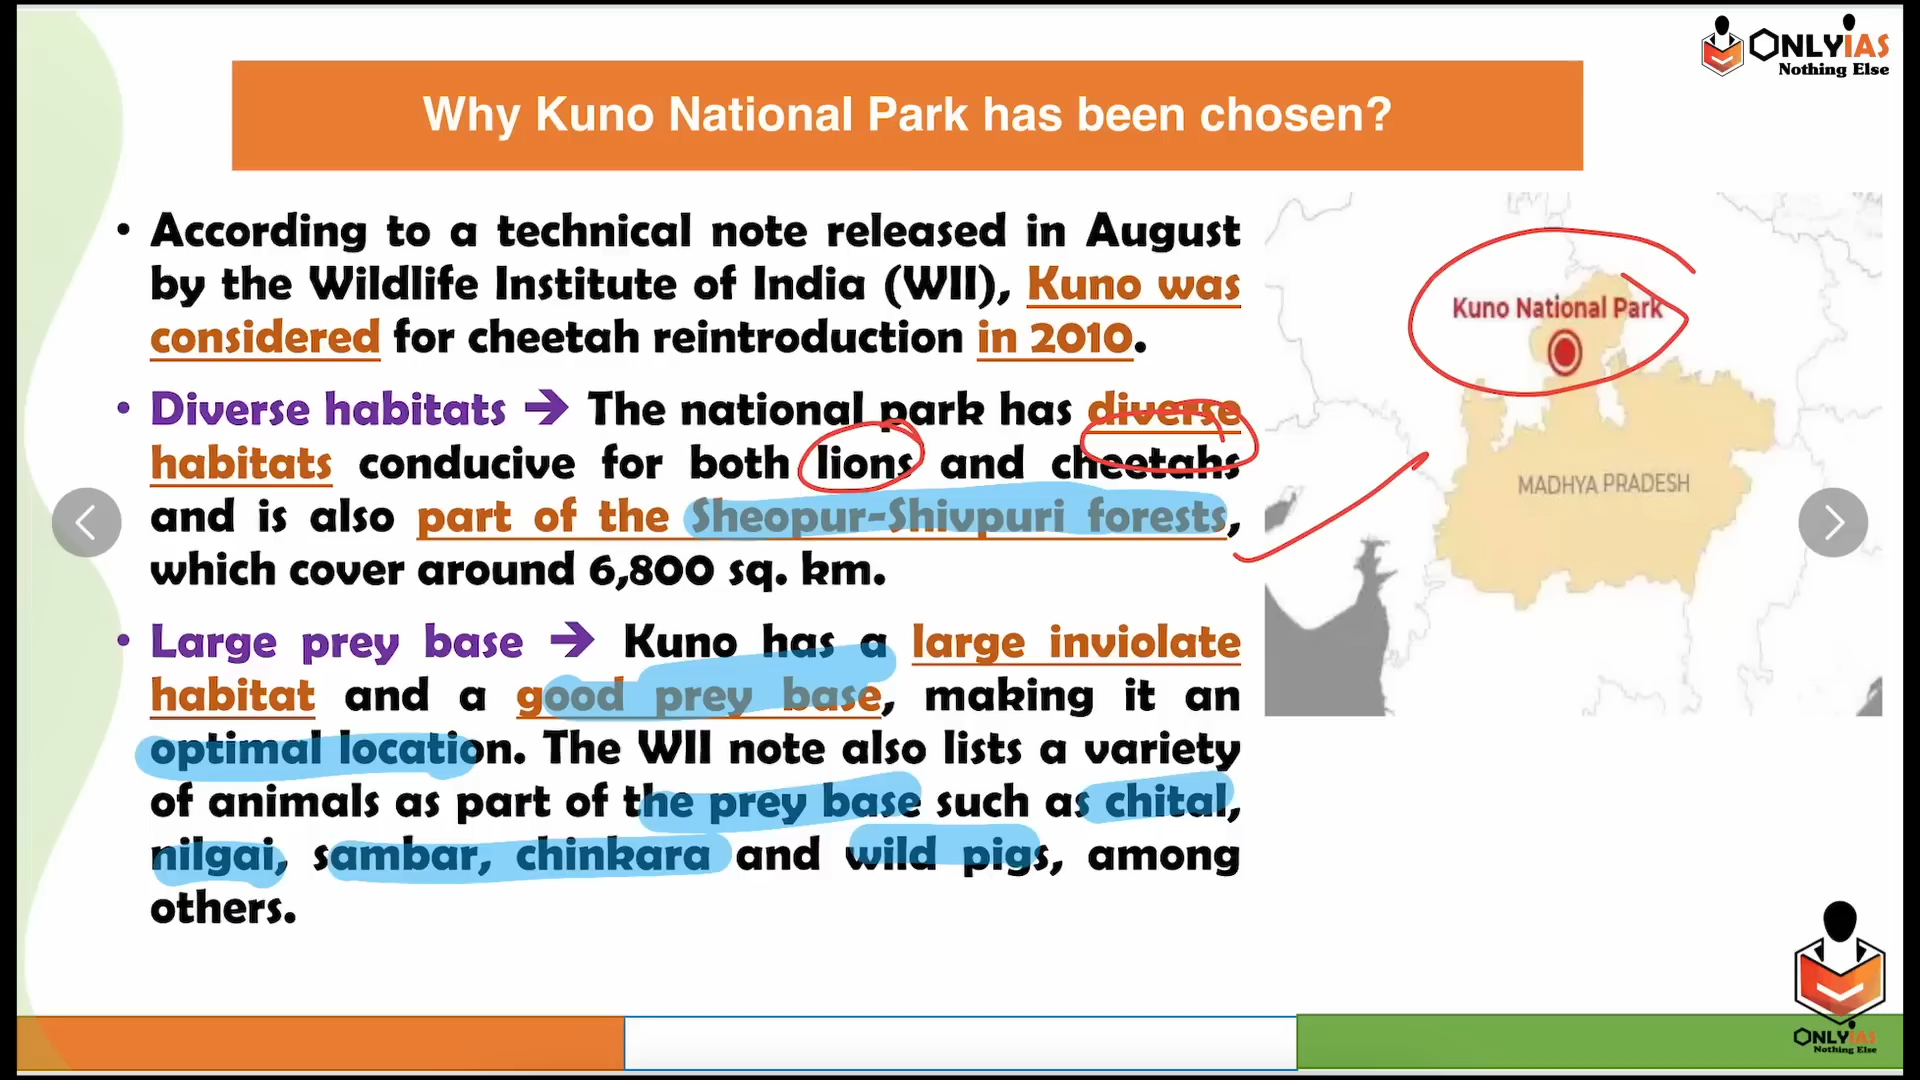 ONLYIAS
Nothing Else
Why Kuno National Park has been chosen?
• According to a technical note released in August
by the Wildlife Institute of India (WII), Kuno was
considered for cheetah reintroduction in 2010.
• Diverse habitats → The national park has diverse
habitats conducive for both lions and cheetahs
and is also part of the Sheopur-Shivpuri forests,
which cover around 6,800 sq. km.
• Large prey base → Kuno has a large inviolate
habitat and a good prey base, making it an
optimal location. The WII note also lists a variety
of animals as part of the prey base such as chital,
nilgai, sambar, chinkara and wild pigs, among
others.
Kuno National Park
MADHYA PRADESH
ONLYIAS
Nothing Else